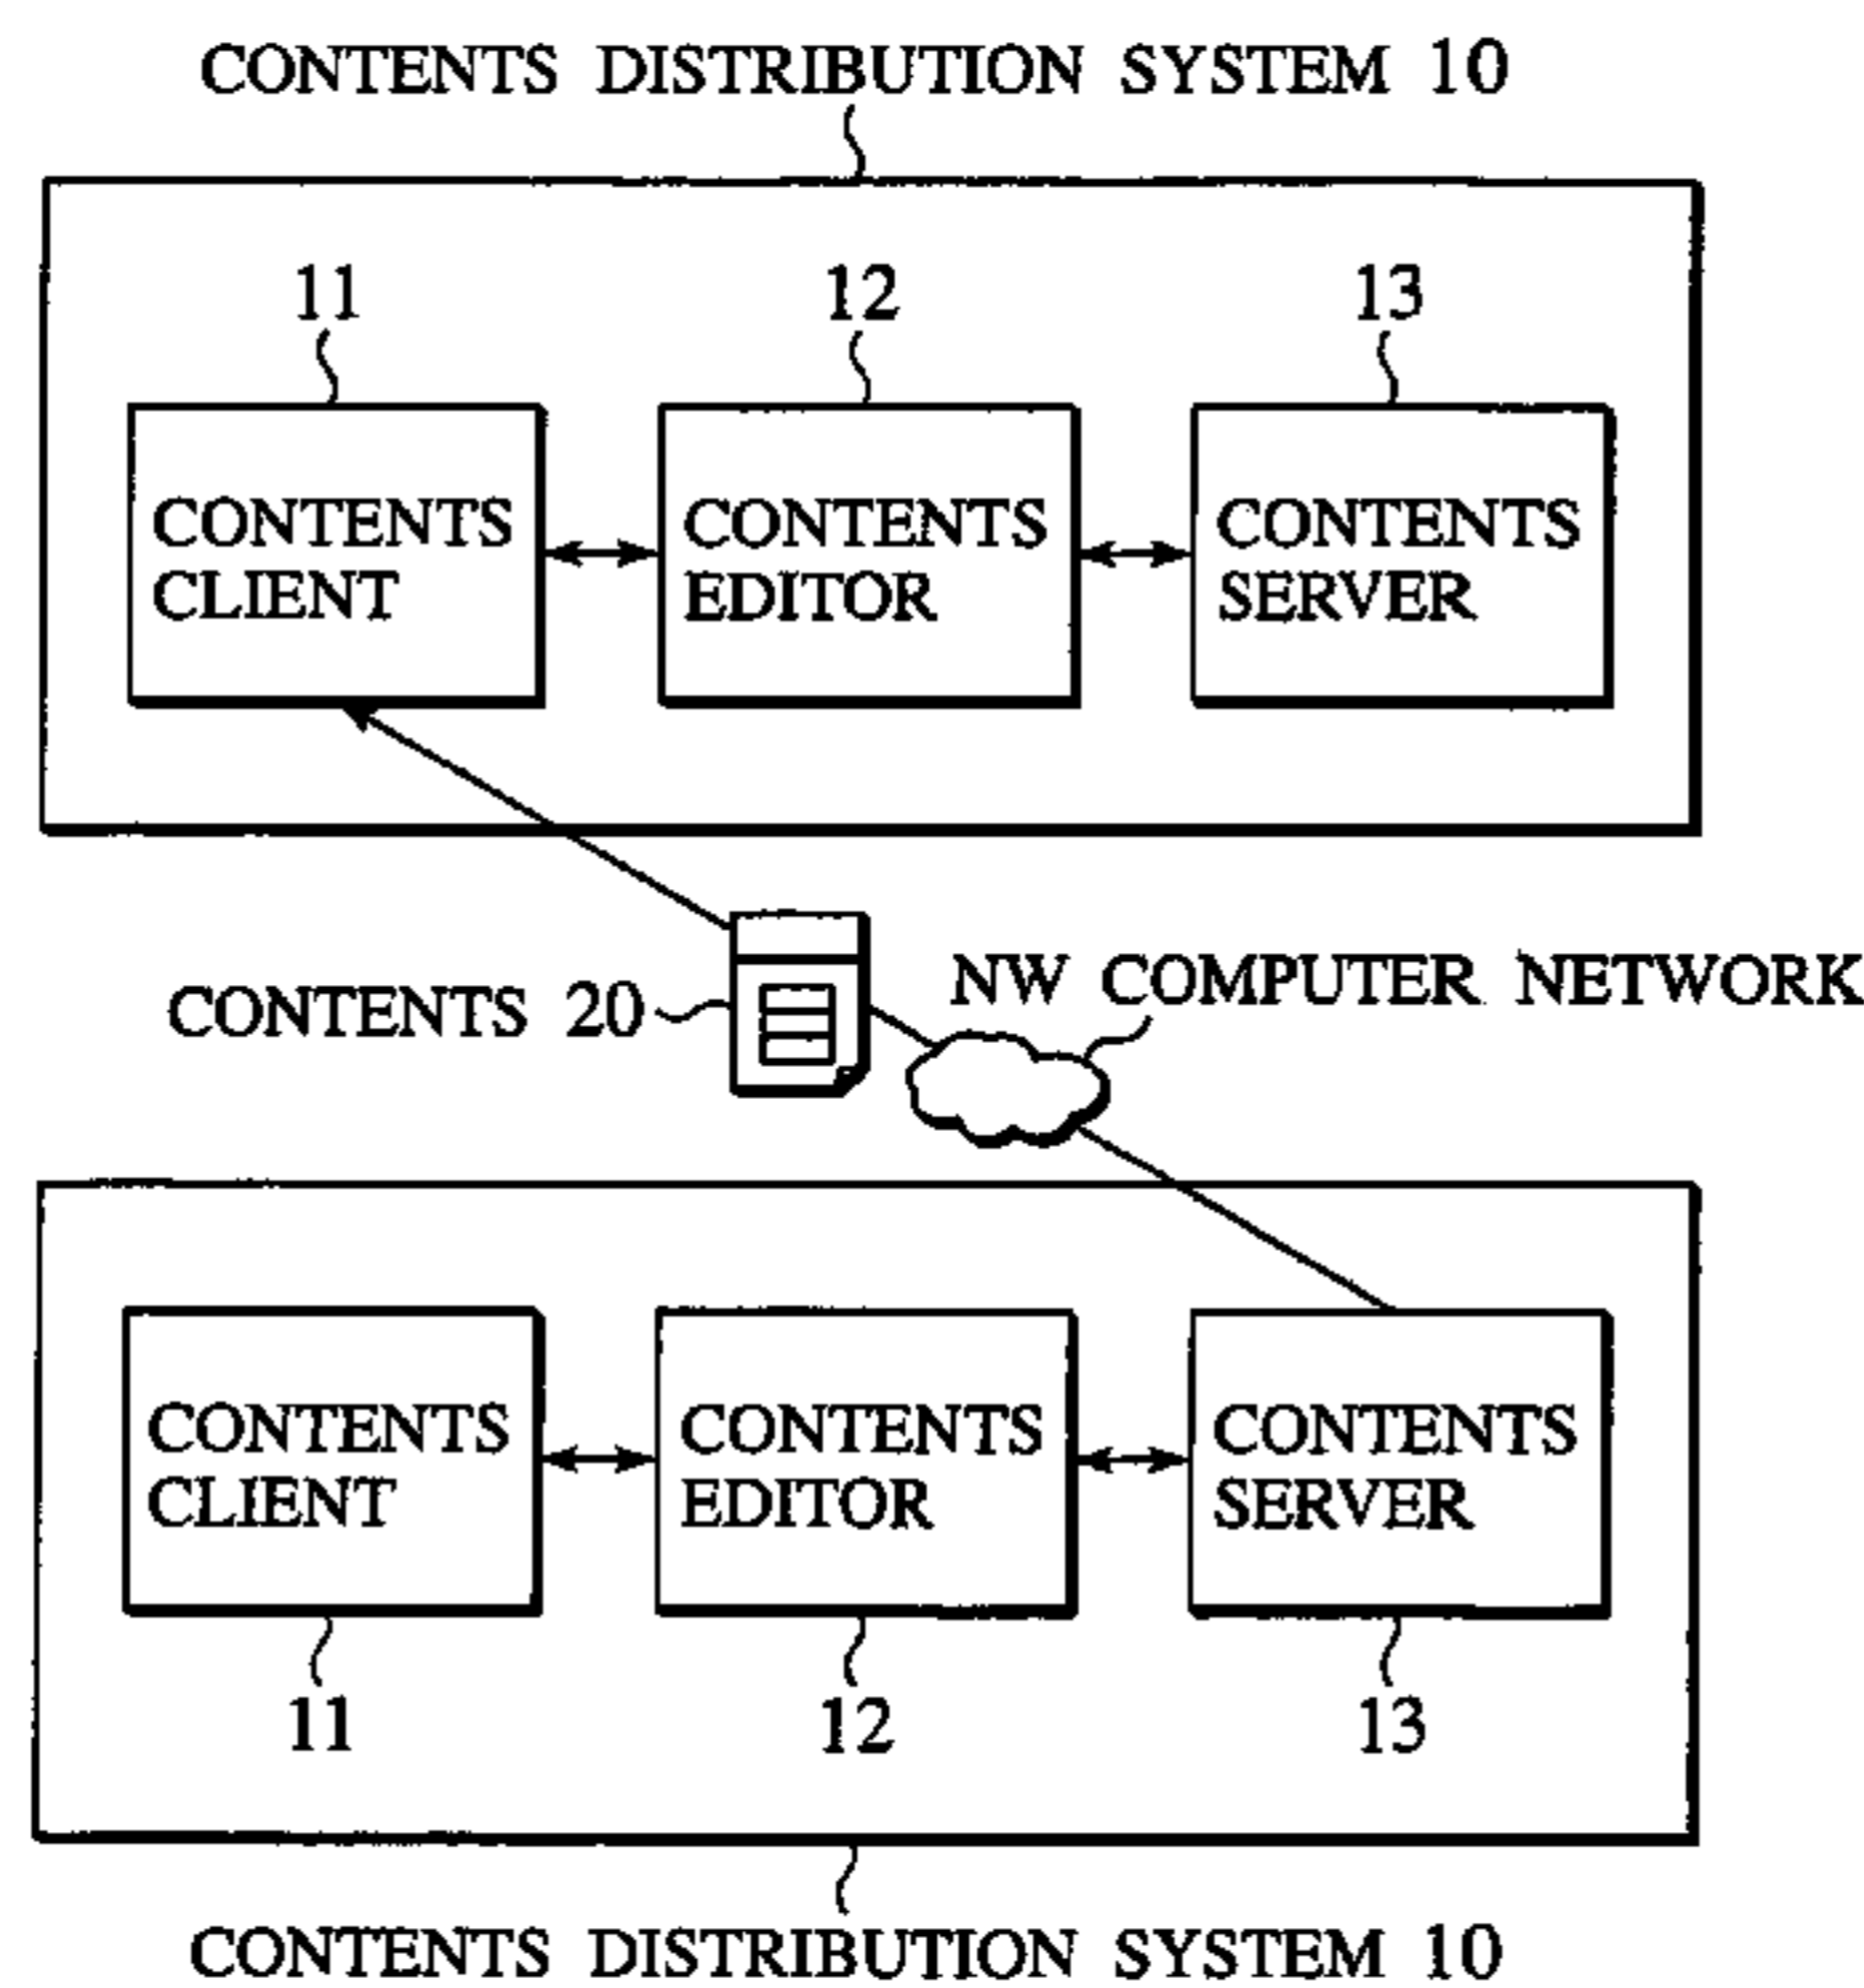 CONTENTS DISTRIBUTION SYSTEM 10
11
12
13
CONTENTS
CLIENT
CONTENTS
EDITOR
CONTENTS
SERVER
NW COMPUTER NETWORK
CONTENTS 20
CONTENTS
CLIENT
CONTENTS
EDITOR
CONTENTS
SERVER
11
12
13
CONTENTS DISTRIBUTION SYSTEM 10